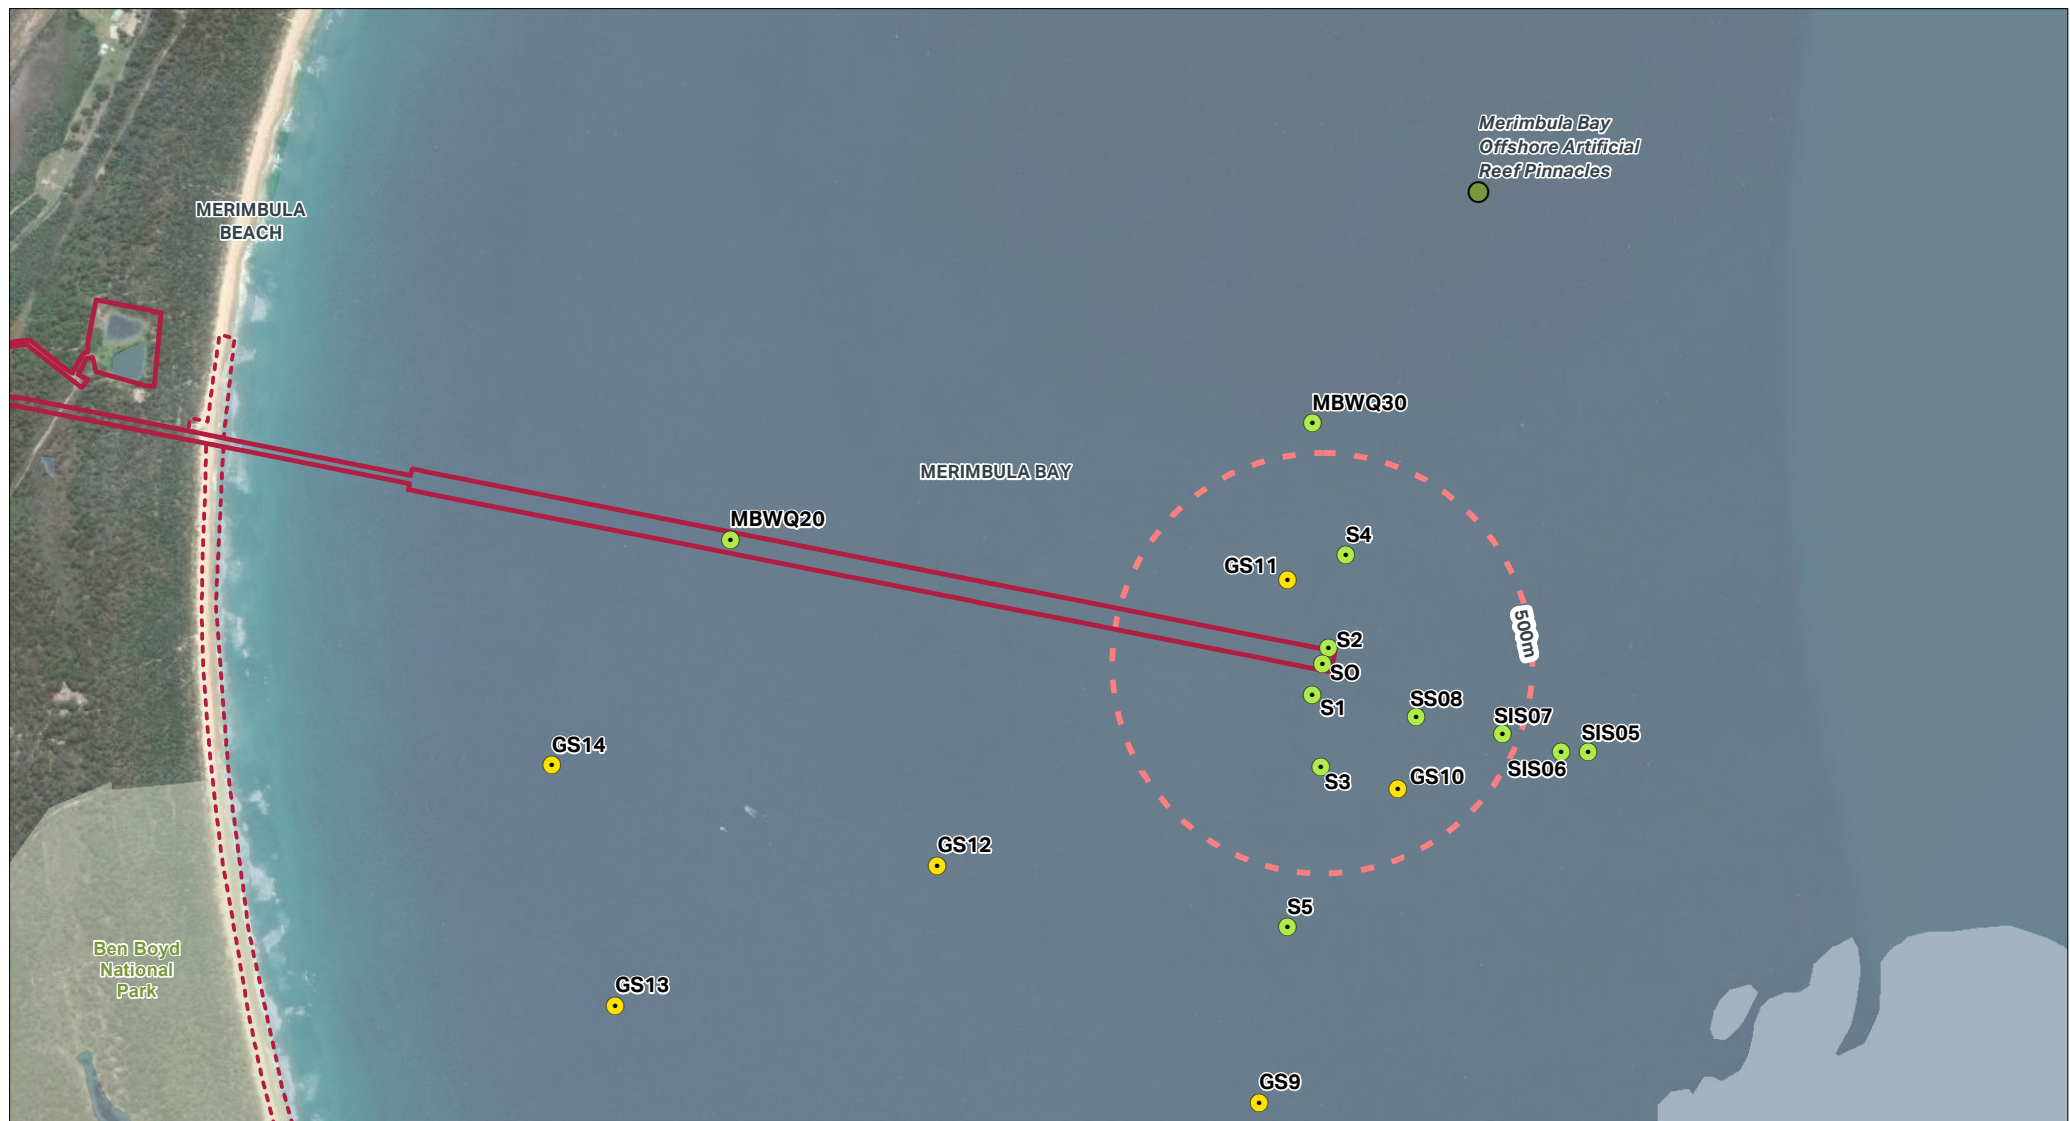 Merimbula Bay
Offshore Artificial
Reef Pinnacles
MERIMBULA
BEACH
MBWQ30
MERIMBULA BAY
MBWQ20
S4
GS11
500m
S2
SO
S1
SS08
SIS07
SIS05
SIS06
GS14
S3
GS10
GS12
S5
Ben Boyd
National
Park
GS13
GS9